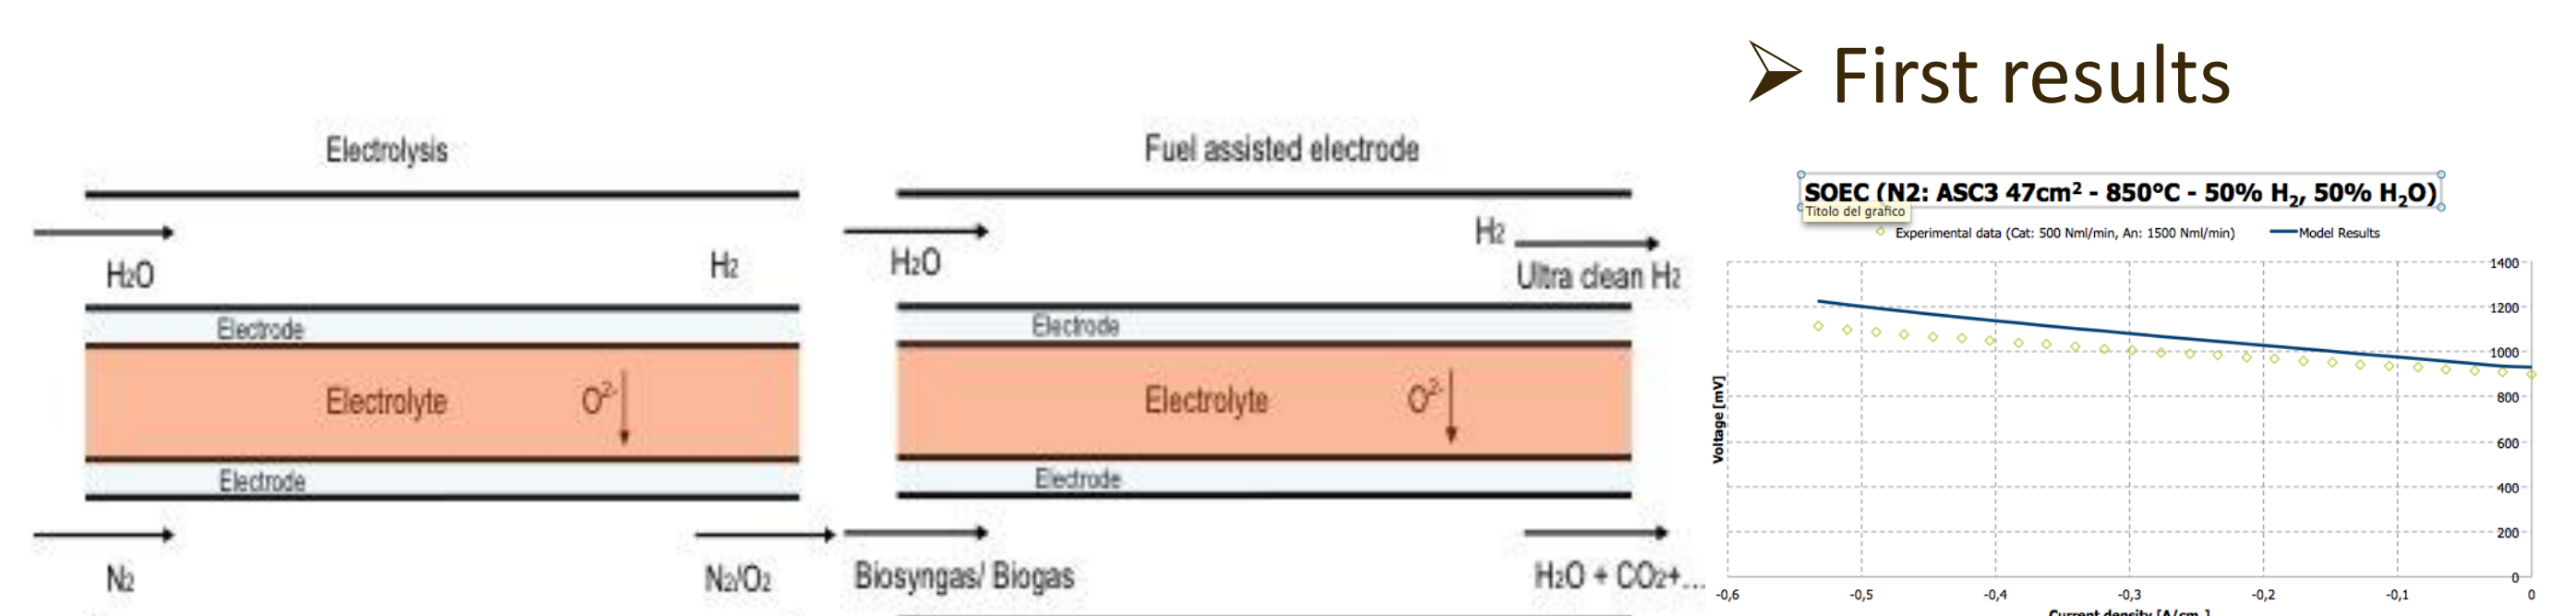 First results
Electrolysis
H2O
H2
Electrode
Electrolyte O2-
Electrode
N2
N2/O2
Fuel assisted electrode
H2O
H2
Ultra clean H2
Electrode
Electrolyte O2-
Electrode
Biosyngas/ Biogas
H2O + CO2+...
SOEC (N2: ASC3 47cm² - 850°C - 50% H₂, 50% H₂O)
Titolo del grafico
Experimental data (Cat: 500 Nml/min, An: 1500 Nml/min)
Model Results
1400
1200
1000
800
600
400
200
0
Voltage [mV]
-0,6 -0,5 -0,4 -0,3 -0,2 -0,1 0
Current density [A/cm